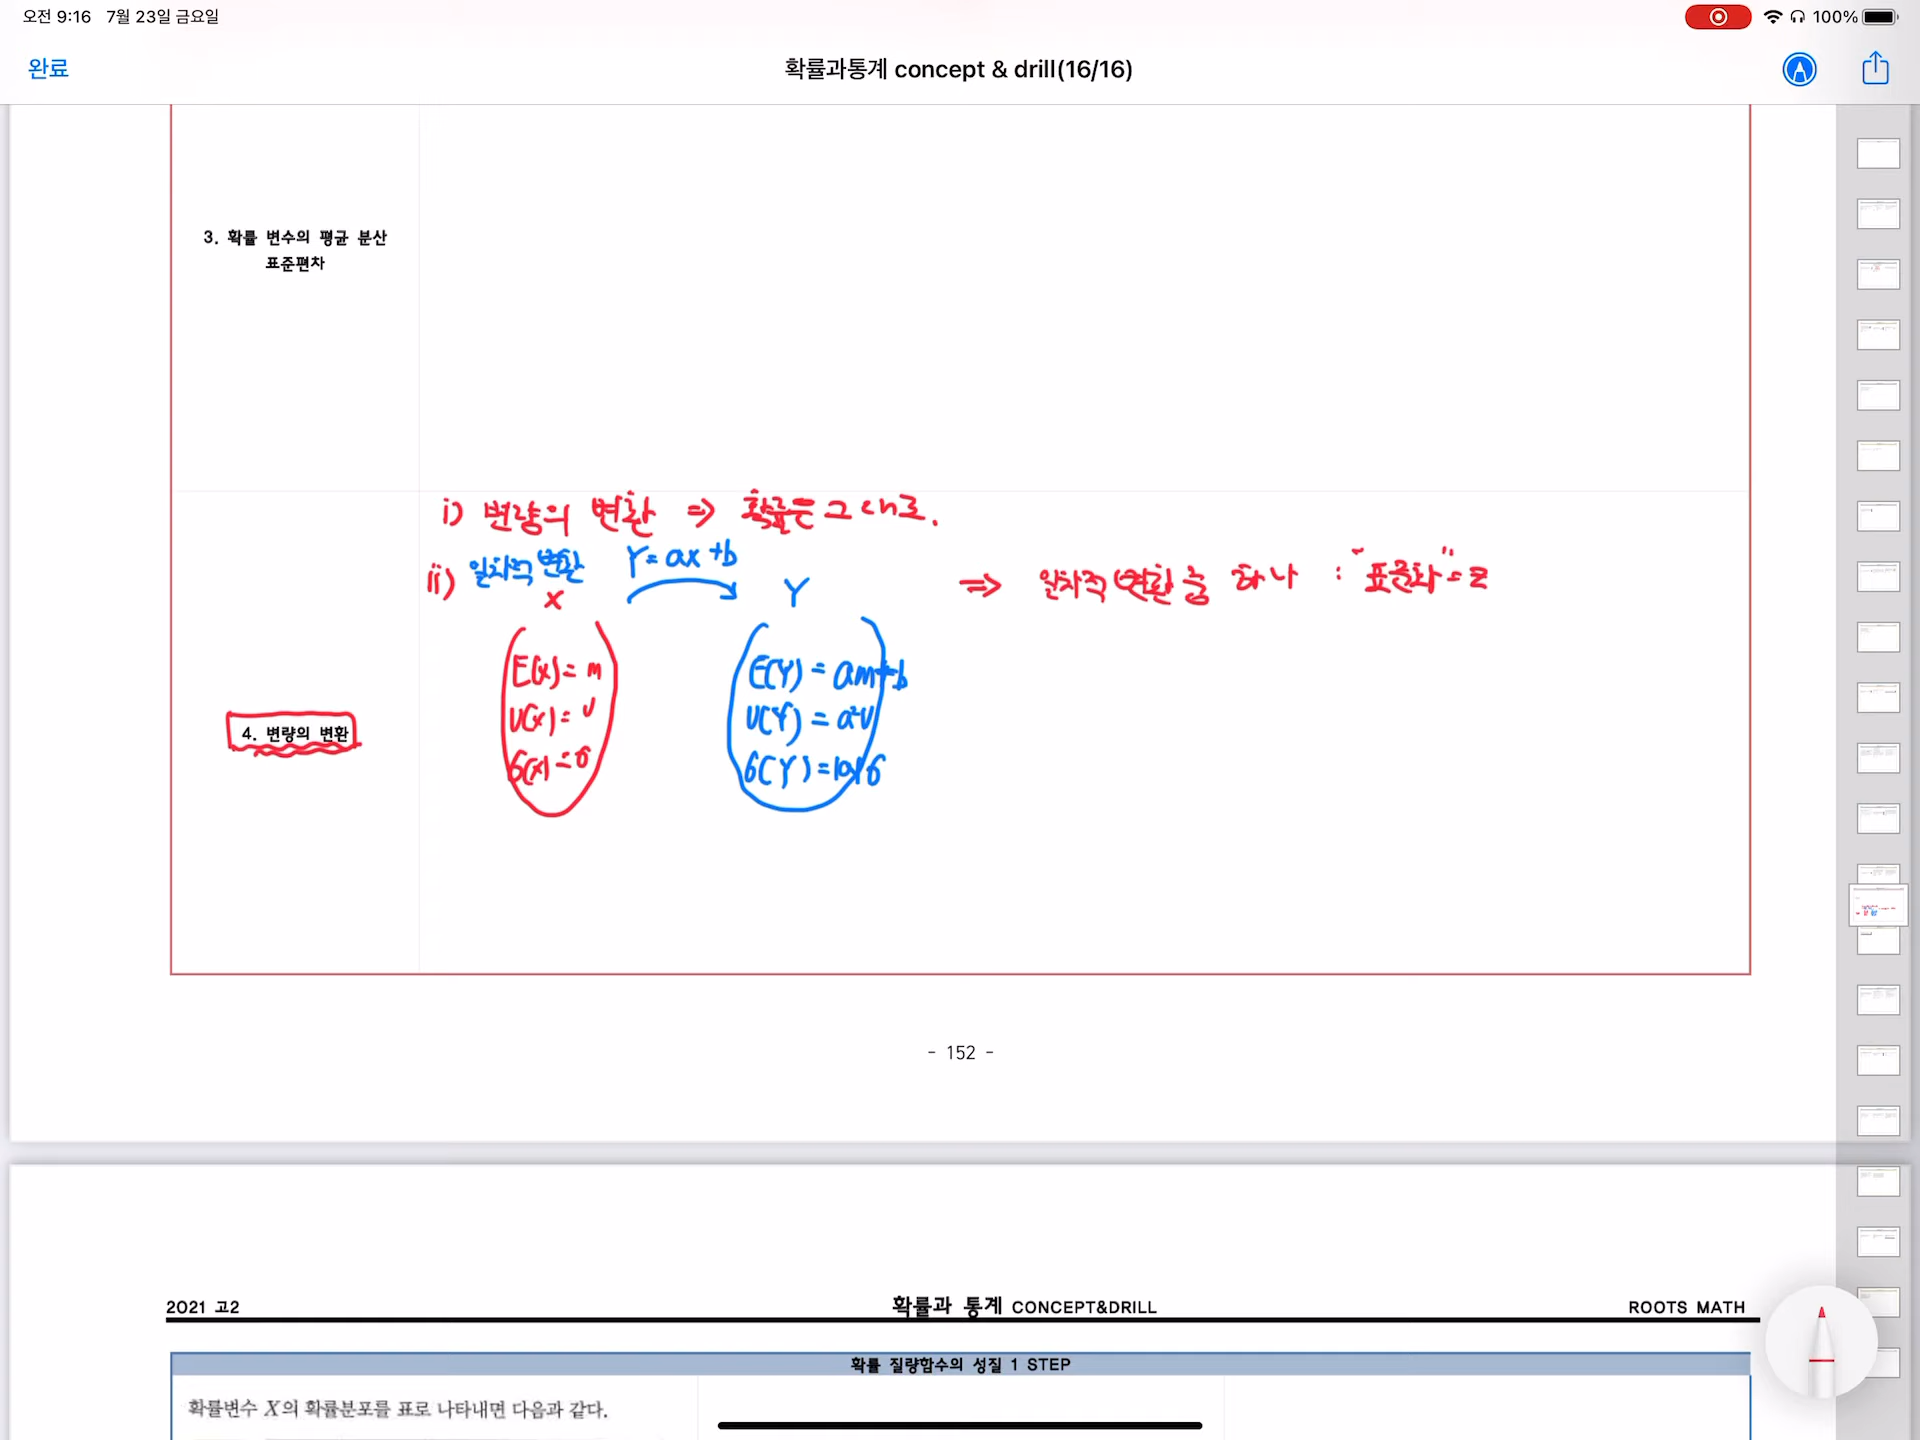 오전 9:16 7월 23일 금요일
100%
완료
확률과통계 concept & drill(16/16)
3. 확률 변수의 평균 분산
표준편차
i) 변량의 변환 ⇒ 확률은 그대로.
ii) 일차적 변환 Y=ax+b
⇒ 일차적 변환 중 하나 : "표준화" = Z
X Y
E(X) = m E(Y) = am+b
V(X) = V V(Y) = a²V
4. 변량의 변환
σ(X) = σ σ(Y) = |a|σ
- 152 -
2021 고2 확률과 통계 CONCEPT&DRILL ROOTS MATH
확률 질량함수의 성질 1 STEP
확률변수 X의 확률분포를 표로 나타내면 다음과 같다.